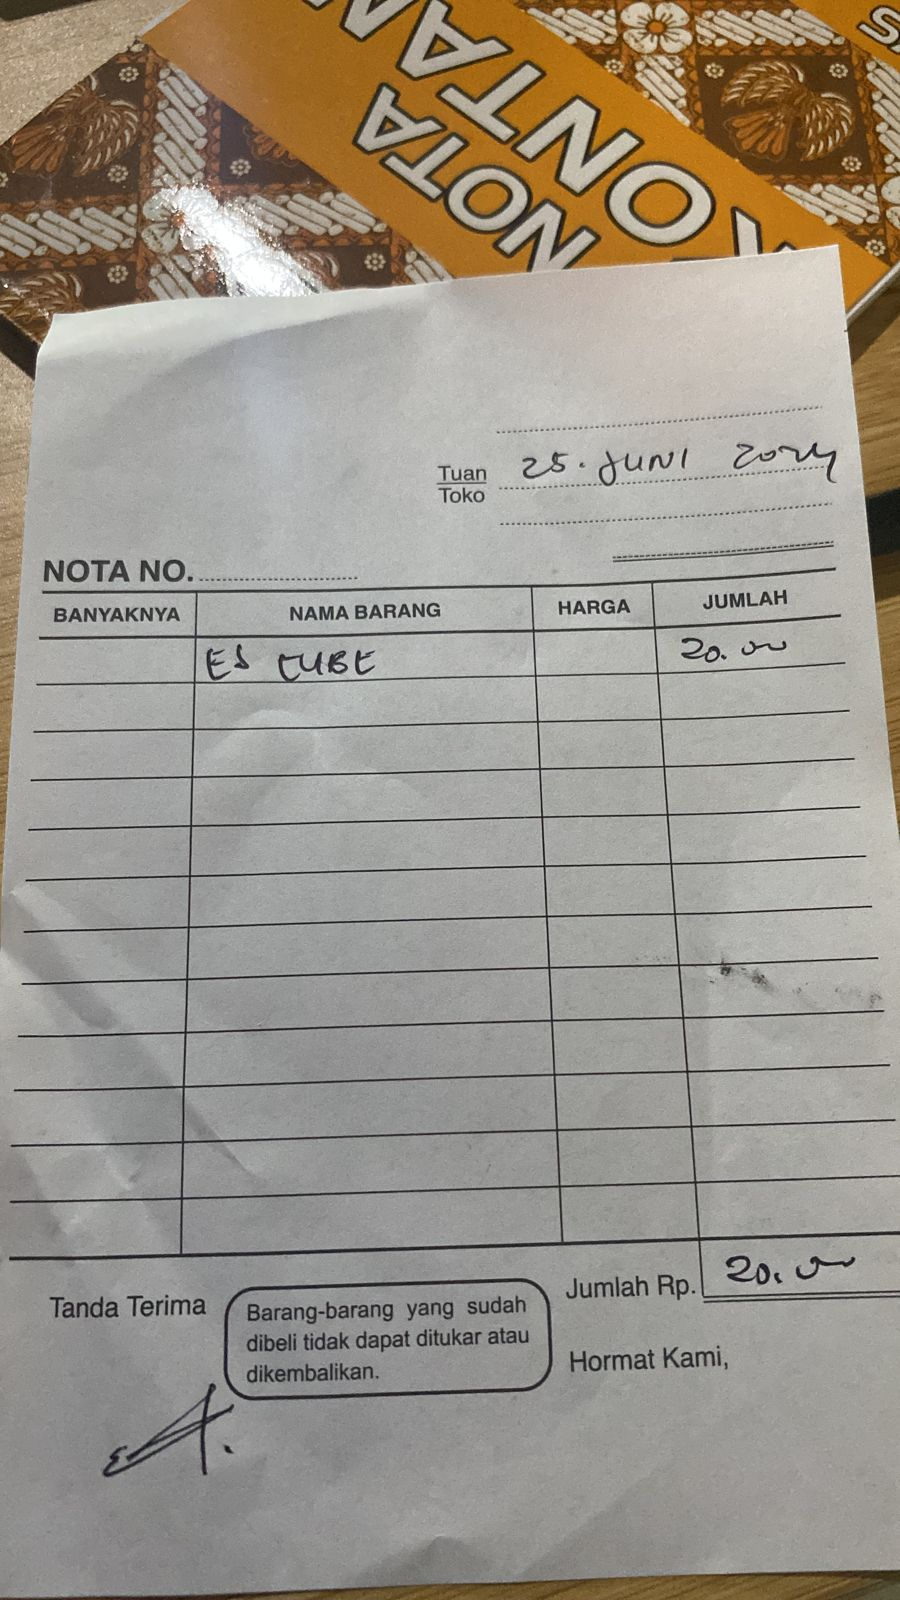 NOTA
KONTAN
Tuan
Toko
25. JUNI 2024
NOTA NO.
BANYAKNYA NAMA BARANG HARGA JUMLAH
ES CUBE 20.000
Jumlah Rp. 20.000
Tanda Terima
Barang-barang yang sudah
dibeli tidak dapat ditukar atau
dikembalikan.
Hormat Kami,